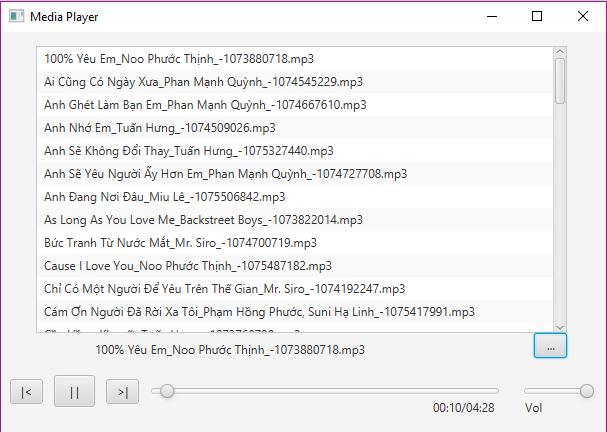 Media Player
100% Yêu Em_Noo Phước Thịnh_-1073880718.mp3
Ai Cũng Có Ngày Xưa_Phan Mạnh Quỳnh_-1074545229.mp3
Anh Ghét Làm Bạn Em_Phan Mạnh Quỳnh_-1074667610.mp3
Anh Nhớ Em_Tuấn Hưng_-1074509026.mp3
Anh Sẽ Không Đổi Thay_Tuấn Hưng_-1075327440.mp3
Anh Sẽ Yêu Người Ấy Hơn Em_Phan Mạnh Quỳnh_-1074727708.mp3
Anh Đang Nơi Đâu_Miu Lê_-1075506842.mp3
As Long As You Love Me_Backstreet Boys_-1073822014.mp3
Bức Tranh Từ Nước Mắt_Mr. Siro_-1074700719.mp3
Cause I Love You_Noo Phước Thịnh_-1075487182.mp3
Chỉ Có Một Người Để Yêu Trên Thế Gian_Mr. Siro_-1074192247.mp3
Cám Ơn Người Đã Rời Xa Tôi_Phạm Hồng Phước, Suni Hạ Linh_-1075417991.mp3
100% Yêu Em_Noo Phước Thịnh_-1073880718.mp3
...
|< || >|
00:10/04:28
Vol